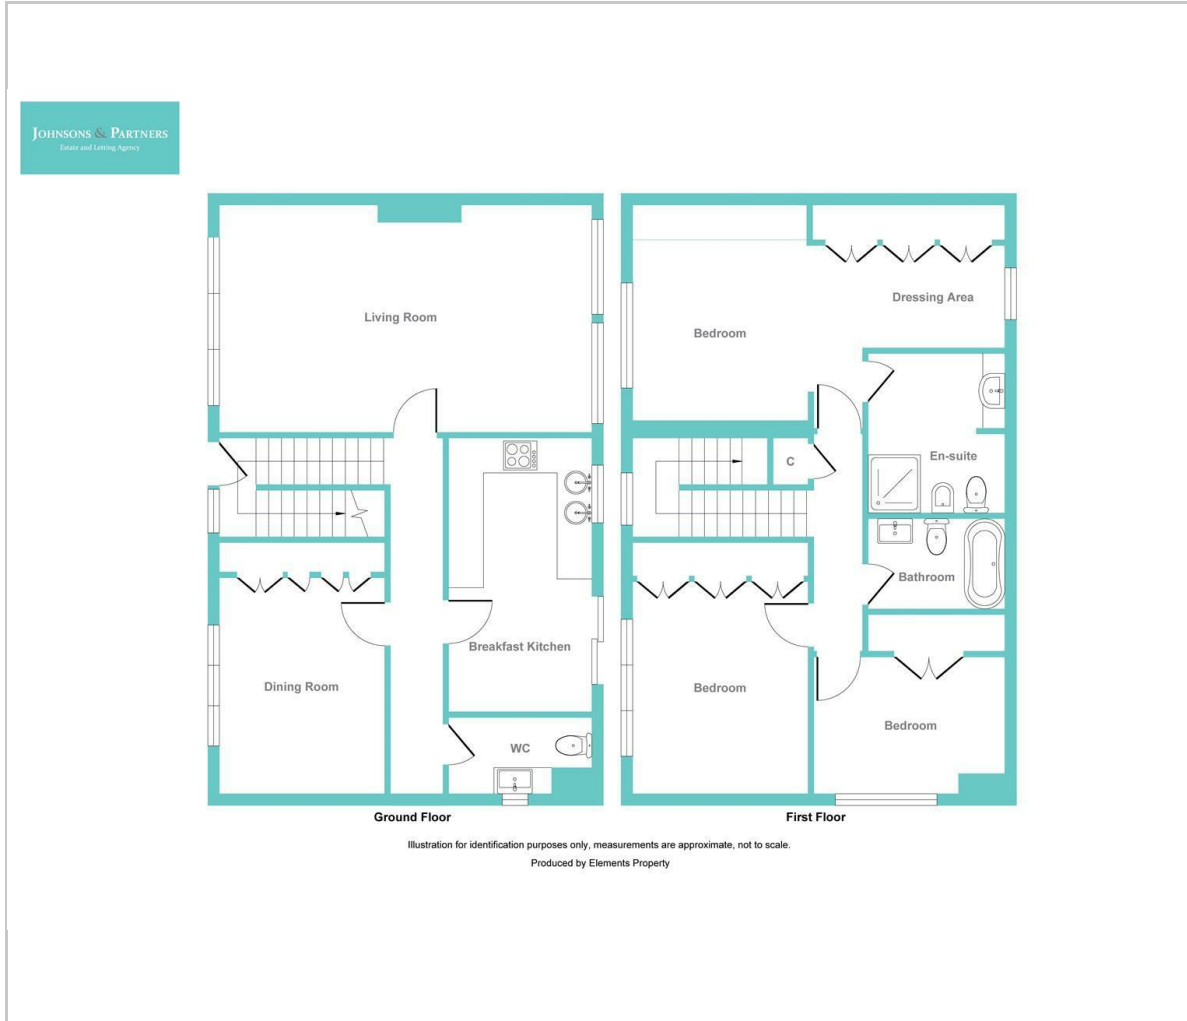 JOHNSONS & PARTNERS
Estate and Letting Agency
Living Room
Breakfast Kitchen
Dining Room
WC
Ground Floor
Dressing Area
Bedroom
C
En-suite
Bathroom
Bedroom
Bedroom
First Floor
Illustration for identification purposes only, measurements are approximate, not to scale.
Produced by Elements Property